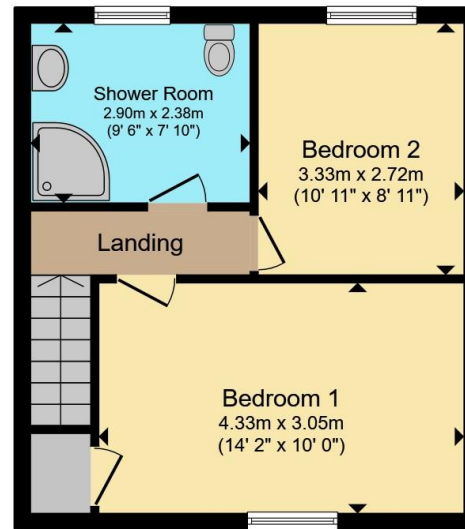 Shower Room
2.90m x 2.38m
(9' 6" x 7' 10")
Bedroom 2
3.33m x 2.72m
(10' 11" x 8' 11")
Landing
Bedroom 1
4.33m x 3.05m
(14' 2" x 10' 0")